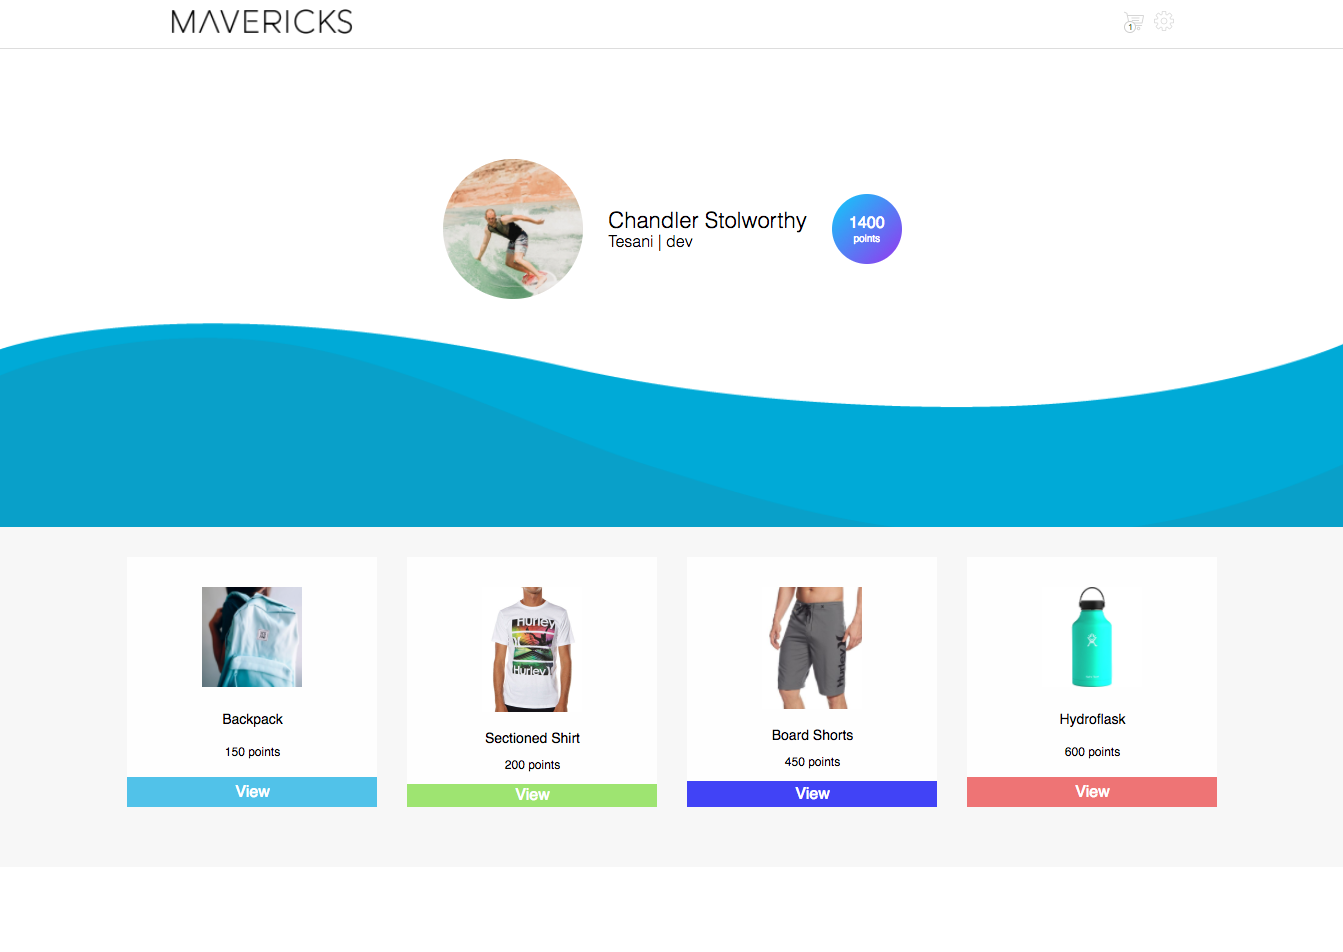 MAVERICKS
1
Chandler Stolworthy
Tesani | dev
1400
points
Hurley
Hurley
Hurley
Backpack
150 points
View
Sectioned Shirt
200 points
View
Board Shorts
450 points
View
Hydroflask
600 points
View